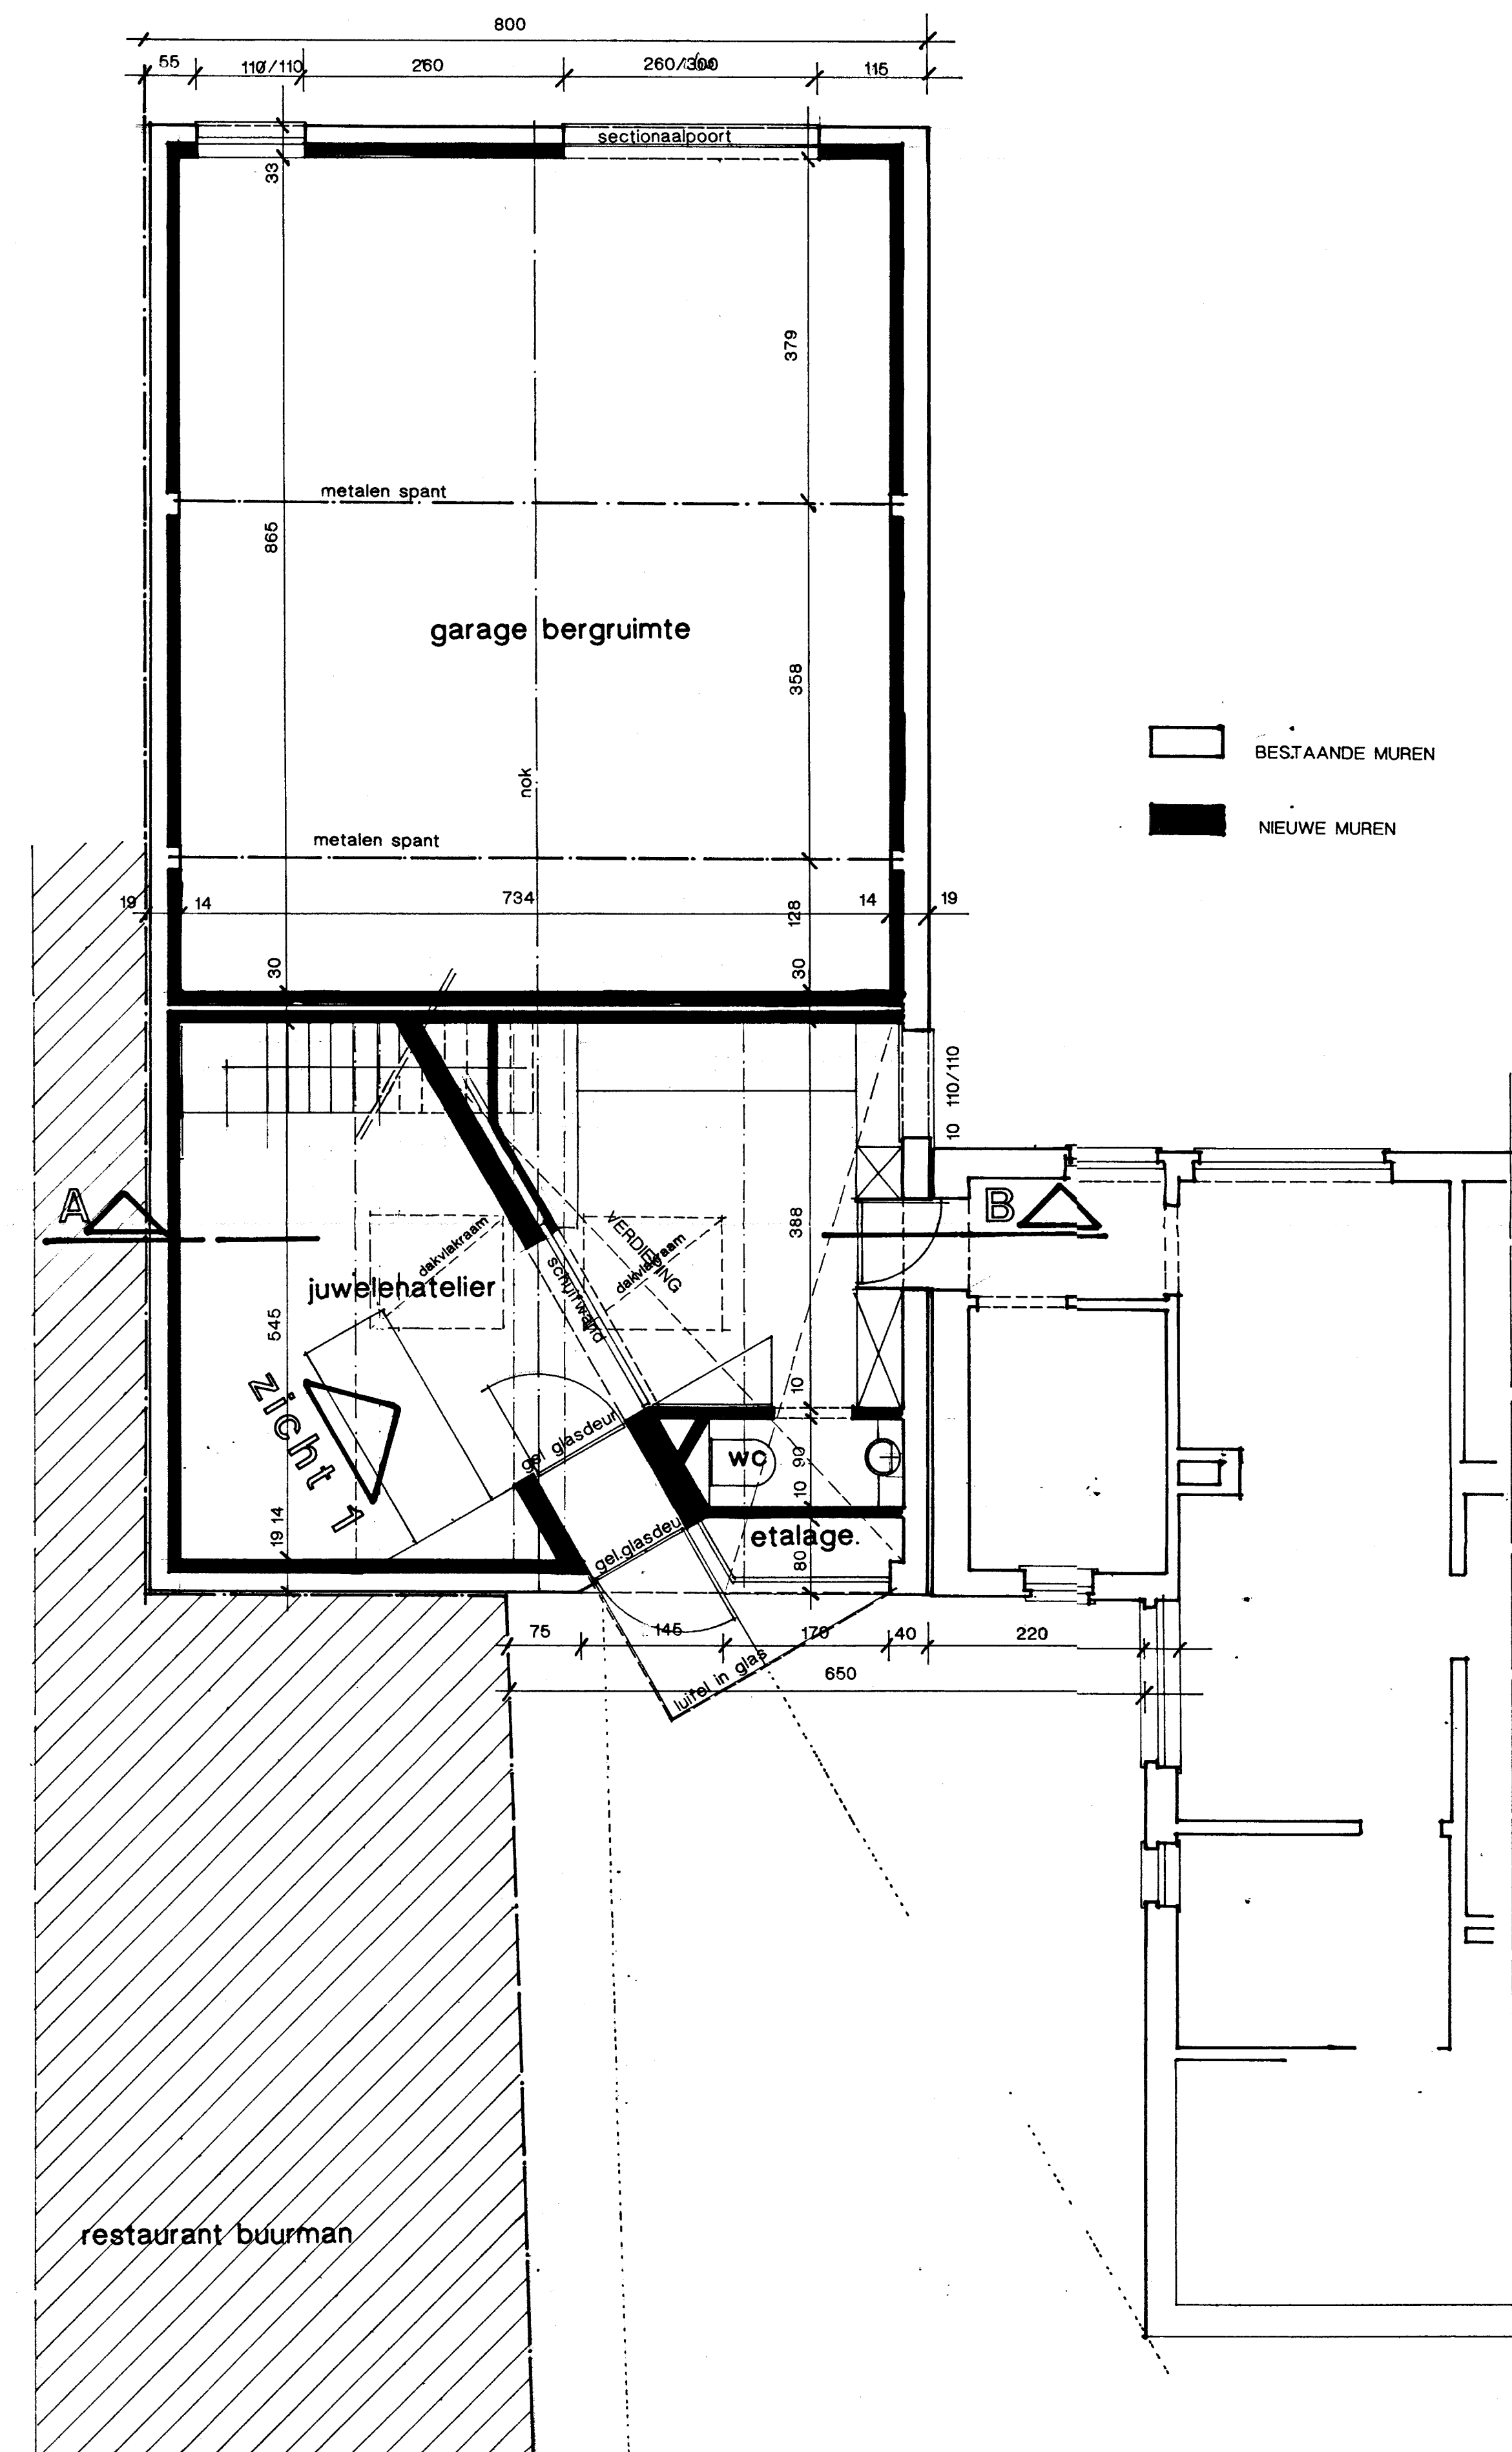 800
55
110/110
260
260/300
115
sectionaalpoort
33
379
metalen spant
865
garage bergruimte
358
BESTAANDE MUREN
nok
NIEUWE MUREN
metalen spant
19
14
734
128
14
19
30
30
110/110
10
A
B
388
dakvlakraam
VERDIEPING
dakvlakraam
juwelenatelier
schuifwand
545
zicht 1
10
gel glasdeur
wc
90
10
19 14
gel.glasdeur
etalage.
80
75
145
170
40
220
luifel in glas
650
restaurant buurman